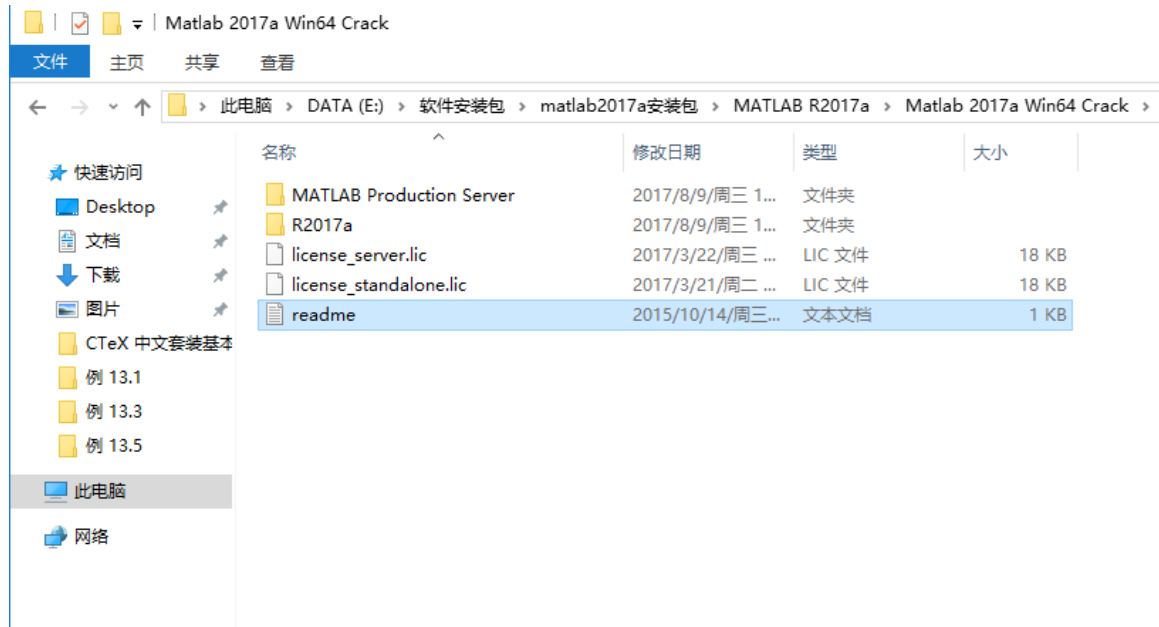 Matlab 2017a Win64 Crack
文件 主页 共享 查看
此电脑 DATA (E:) 软件安装包 matlab2017a安装包 MATLAB R2017a Matlab 2017a Win64 Crack
名称 修改日期 类型 大小
快速访问
Desktop
文档
下载
图片
CTeX 中文套装基本
例 13.1
例 13.3
例 13.5
此电脑
网络
MATLAB Production Server 2017/8/9/周三 1... 文件夹
R2017a 2017/8/9/周三 1... 文件夹
license_server.lic 2017/3/22/周三 ... LIC 文件 18 KB
license_standalone.lic 2017/3/21/周二 ... LIC 文件 18 KB
readme 2015/10/14/周三... 文本文档 1 KB